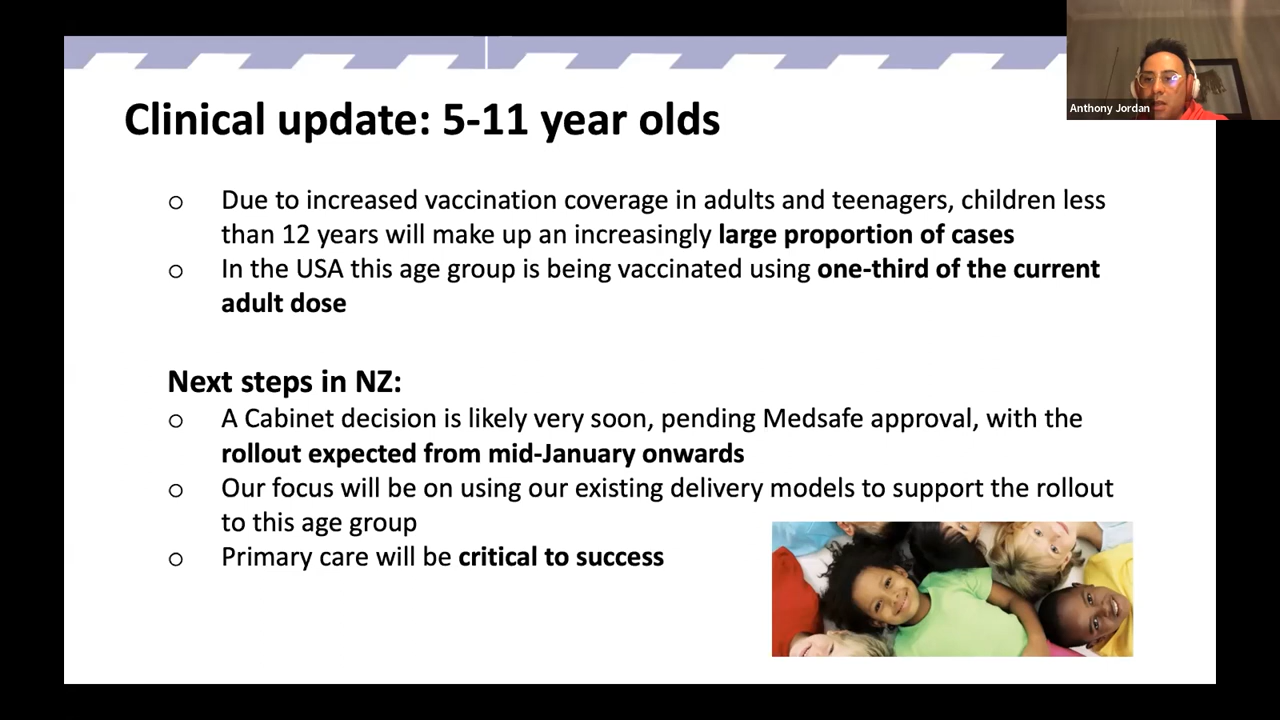 Anthony Jordan
Clinical update: 5-11 year olds
o Due to increased vaccination coverage in adults and teenagers, children less
than 12 years will make up an increasingly large proportion of cases
o In the USA this age group is being vaccinated using one-third of the current
adult dose
Next steps in NZ:
o A Cabinet decision is likely very soon, pending Medsafe approval, with the
rollout expected from mid-January onwards
o Our focus will be on using our existing delivery models to support the rollout
to this age group
o Primary care will be critical to success